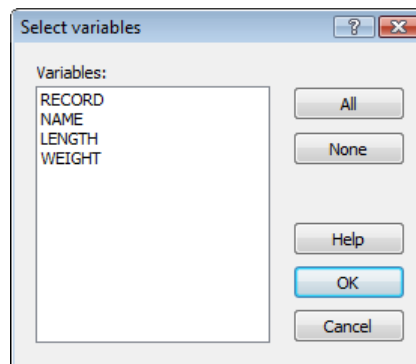 Select variables
?
Variables:
RECORD
NAME
LENGTH
WEIGHT
All
None
Help
OK
Cancel